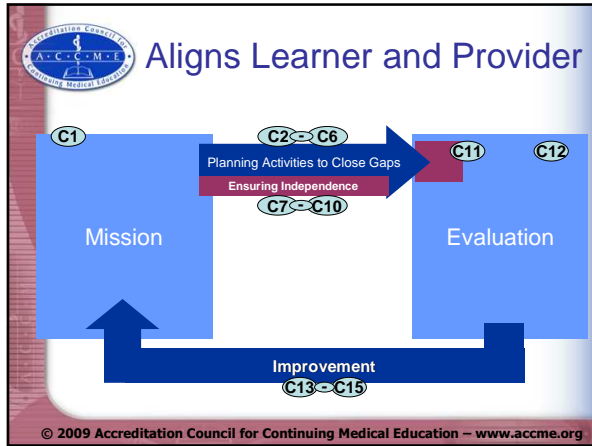 Accreditation Council for
A·C·C·M·E
Continuing Medical Education
Aligns Learner and Provider
C1
C2 - C6
Planning Activities to Close Gaps
Ensuring Independence
C7 - C10
C11
C12
Mission
Evaluation
Improvement
C13 - C15
© 2009 Accreditation Council for Continuing Medical Education – www.accme.org